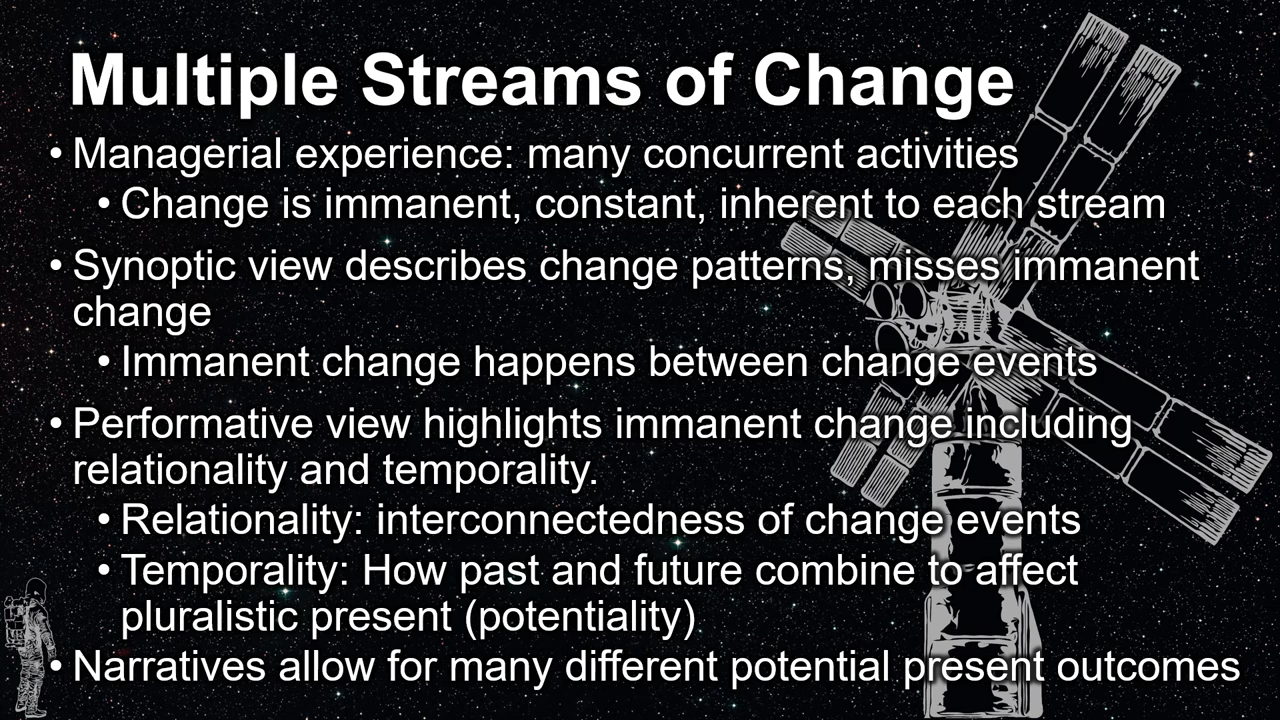 Multiple Streams of Change
• Managerial experience: many concurrent activities
• Change is immanent, constant, inherent to each stream
• Synoptic view describes change patterns, misses immanent
change
• Immanent change happens between change events
• Performative view highlights immanent change including
relationality and temporality.
• Relationality: interconnectedness of change events
• Temporality: How past and future combine to affect
pluralistic present (potentiality)
• Narratives allow for many different potential present outcomes